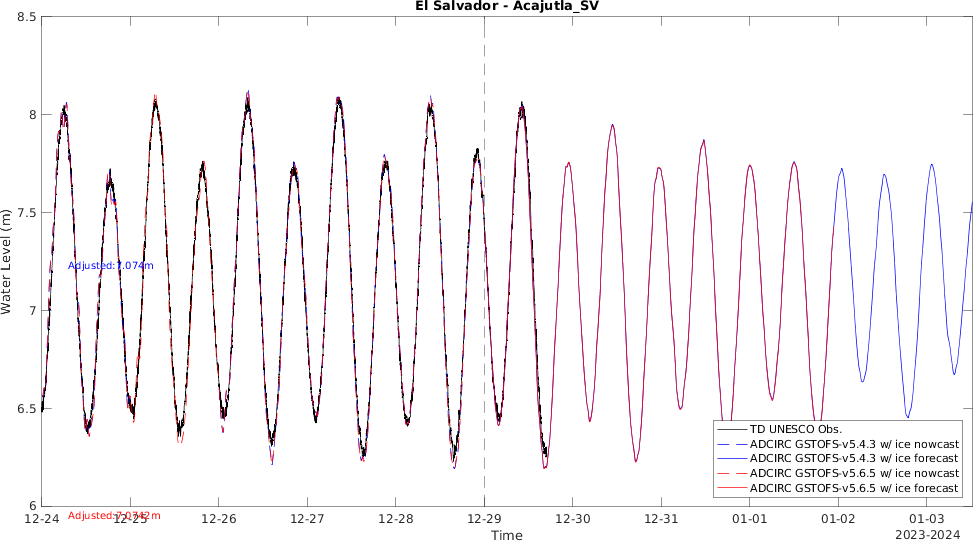 El Salvador - Acajutla_SV
8.5
8
7.5
7
6.5
6
Water Level (m)
Adjusted:7.074m
Adjusted:7.0742m
12-24
12-25
12-26
12-27
12-28
12-29
12-30
12-31
01-01
01-02
01-03
Time
2023-2024
TD UNESCO Obs.
ADCIRC GSTOFS-v5.4.3 w/ ice nowcast
ADCIRC GSTOFS-v5.4.3 w/ ice forecast
ADCIRC GSTOFS-v5.6.5 w/ ice nowcast
ADCIRC GSTOFS-v5.6.5 w/ ice forecast